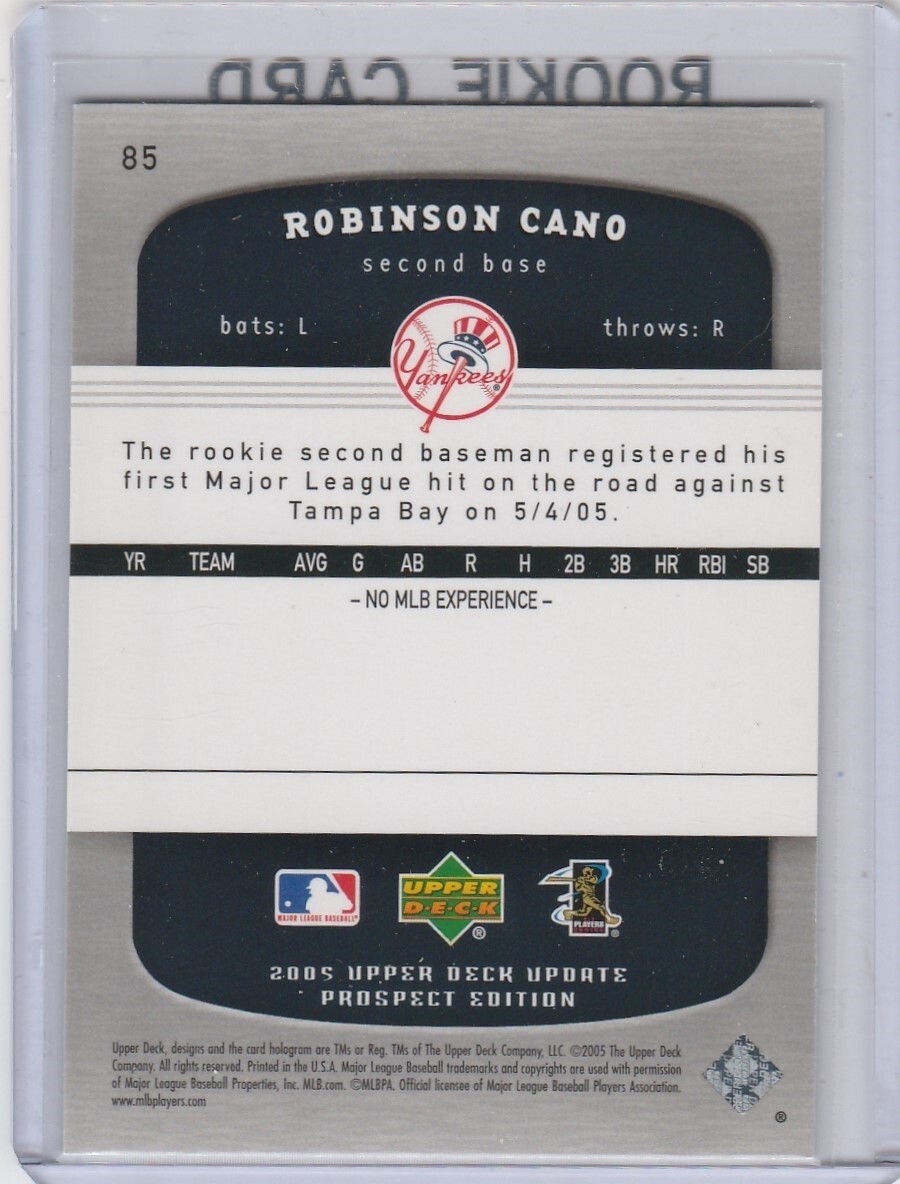 ROOKIE CARD
85
ROBINSON CANO
second base
bats: L
throws: R
Yankees®
The rookie second baseman registered his
first Major League hit on the road against
Tampa Bay on 5/4/05.
YR TEAM AVG G AB R H 2B 3B HR RBI SB
– NO MLB EXPERIENCE –
MAJOR LEAGUE BASEBALL®
UPPER
D·E·C·K
®
PLAYERS
CHOICE
®
2005 UPPER DECK UPDATE
PROSPECT EDITION
Upper Deck, designs and the card hologram are TMs or Reg. TMs of The Upper Deck Company, LLC. ©2005 The Upper Deck
Company. All rights reserved. Printed in the U.S.A. Major League Baseball trademarks and copyrights are used with permission
of Major League Baseball Properties, Inc. MLB.com. ©MLBPA. Official licensee of Major League Baseball Players Association.
www.mlbplayers.com
®